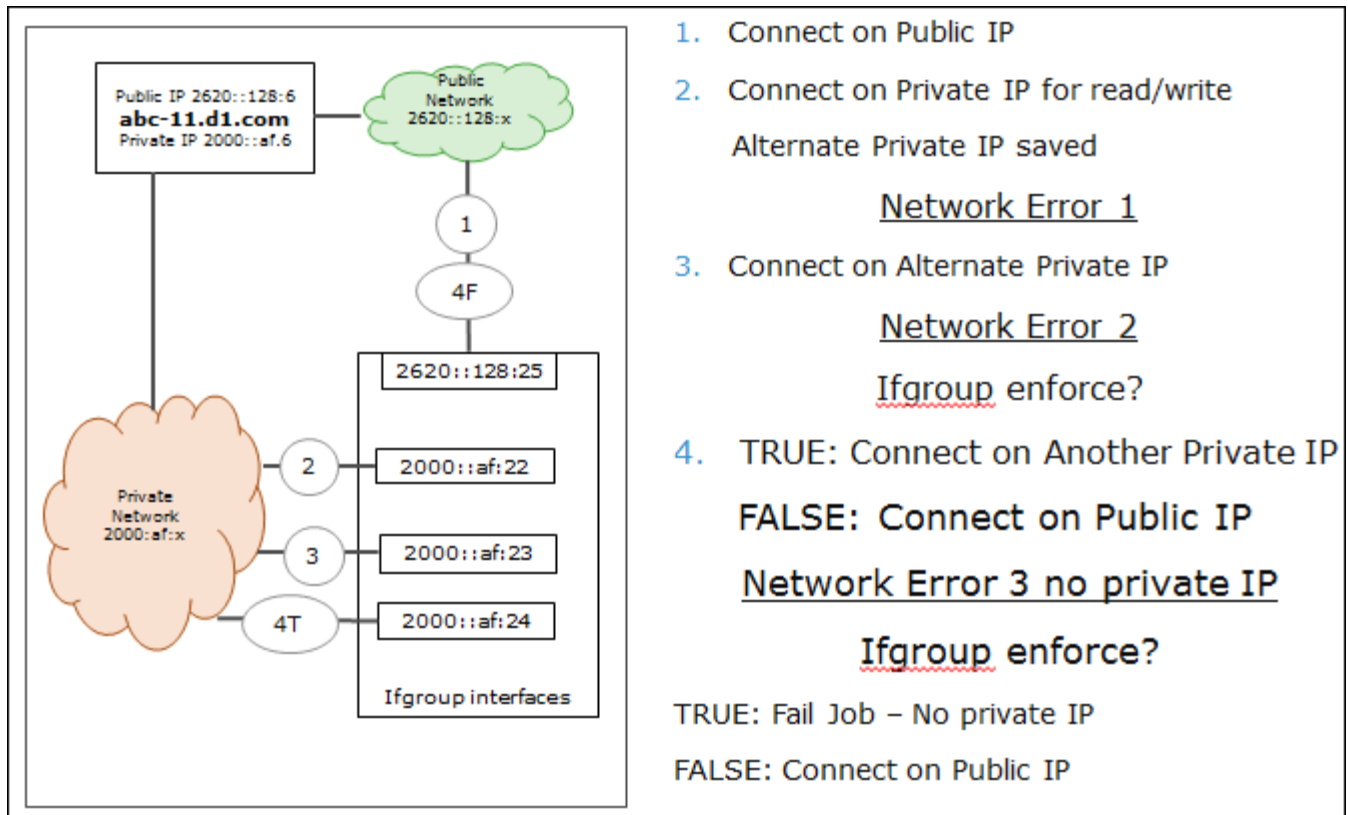 Public IP 2620::128:6
abc-11.d1.com
Private IP 2000::af.6
Public
Network
2620::128:x
1
4F
2620::128:25
2
2000::af:22
Private
Network
2000:af:x
3
2000::af:23
4T
2000::af:24
Ifgroup interfaces
1. Connect on Public IP
2. Connect on Private IP for read/write
Alternate Private IP saved
Network Error 1
3. Connect on Alternate Private IP
Network Error 2
Ifgroup enforce?
4. TRUE: Connect on Another Private IP
FALSE: Connect on Public IP
Network Error 3 no private IP
Ifgroup enforce?
TRUE: Fail Job – No private IP
FALSE: Connect on Public IP